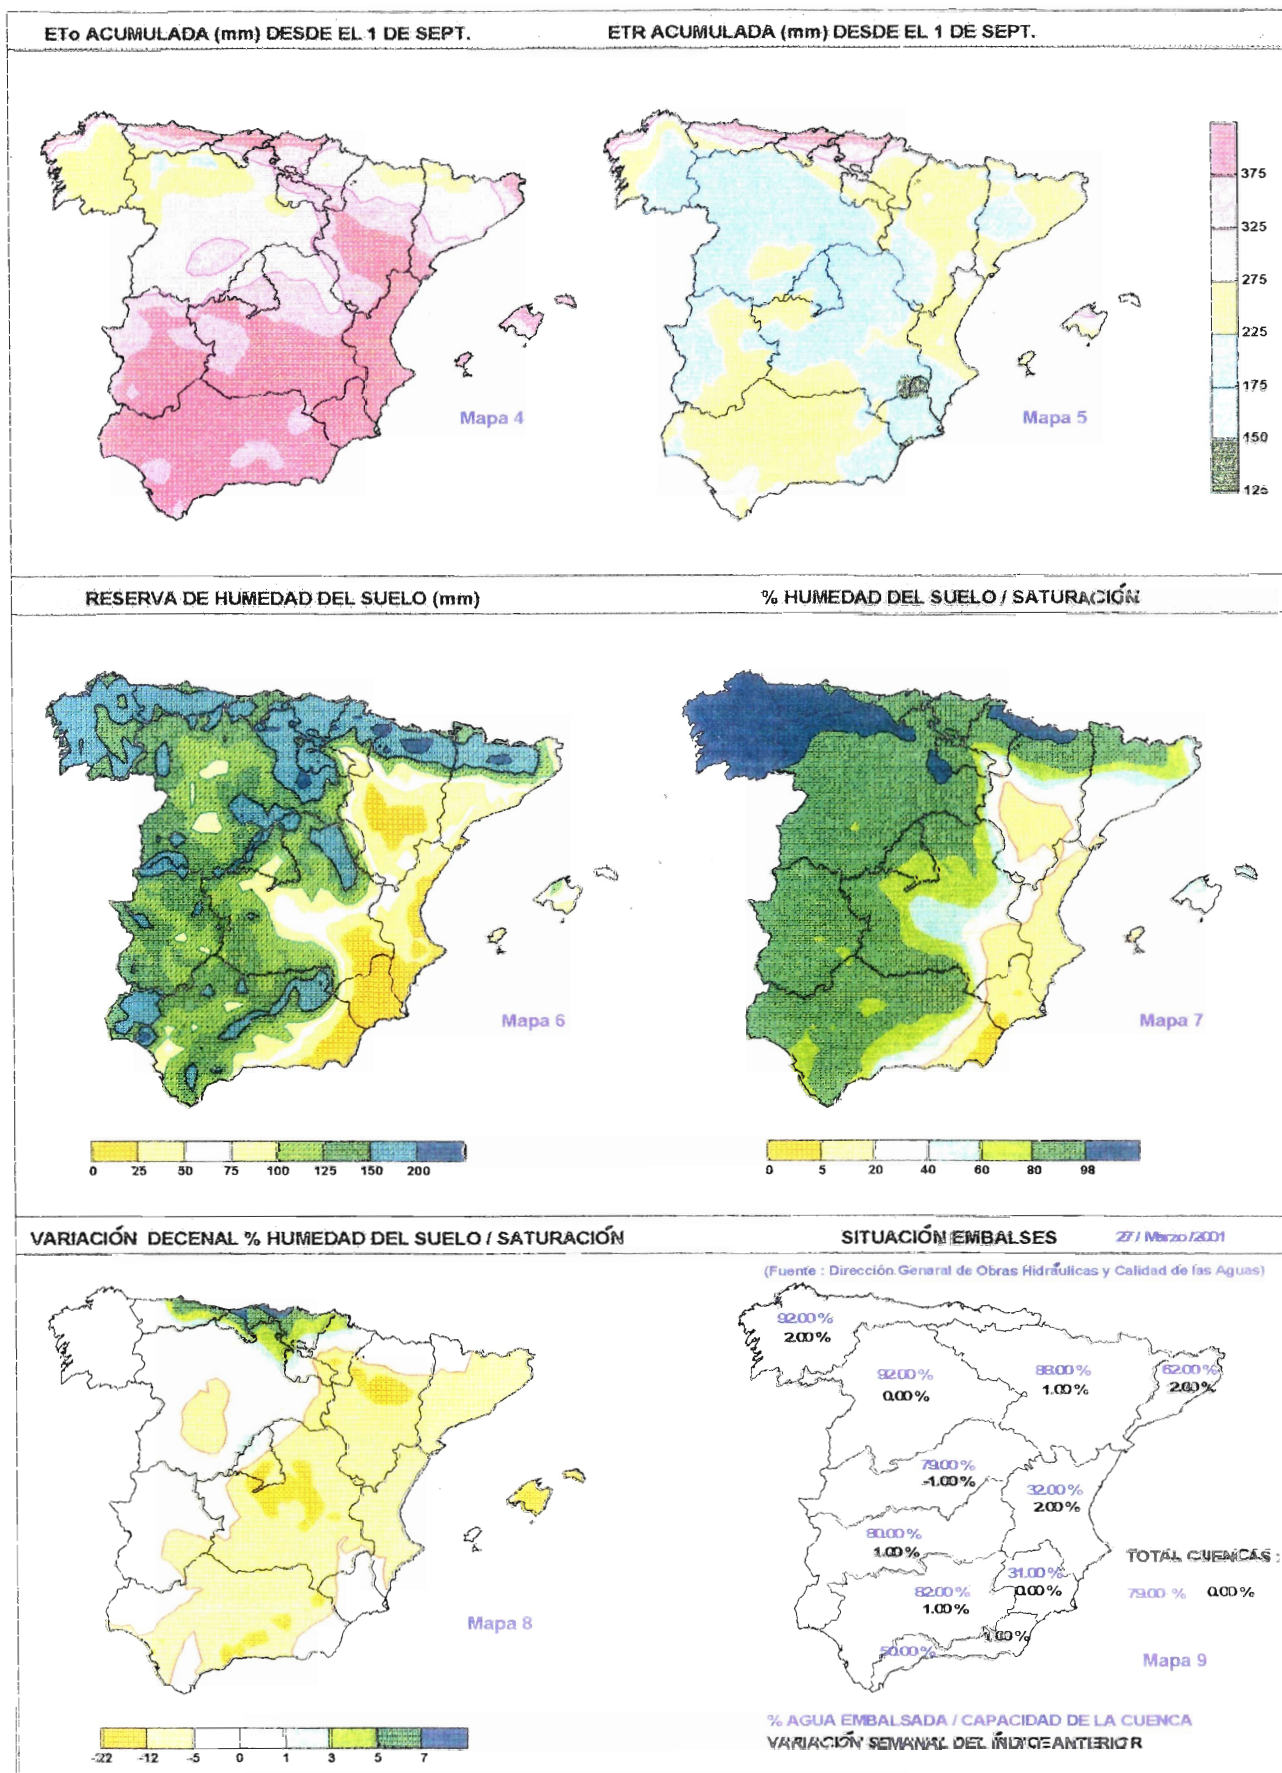 ETo ACUMULADA (mm) DESDE EL 1 DE SEPT.
ETR ACUMULADA (mm) DESDE EL 1 DE SEPT.
375
325
275
225
175
150
125
Mapa 4
Mapa 5
RESERVA DE HUMEDAD DEL SUELO (mm)
% HUMEDAD DEL SUELO / SATURACIÓN
Mapa 6
Mapa 7
0 25 50 75 100 125 150 200
0 5 20 40 60 80 98
VARIACIÓN DECENAL % HUMEDAD DEL SUELO / SATURACIÓN
SITUACIÓN EMBALSES 27 / Marzo / 2001
(Fuente : Dirección General de Obras Hidráulicas y Calidad de las Aguas)
92.00 %
2.00 %
92.00 %
0.00 %
88.00 %
1.00 %
62.00 %
2.00 %
79.00 %
-1.00 %
32.00 %
2.00 %
80.00 %
1.00 %
31.00 %
0.00 %
82.00 %
1.00 %
50.00 %
1.00 %
TOTAL CUENCAS :
79.00 % 0.00 %
Mapa 8
Mapa 9
-22 -12 -5 0 1 3 5 7
% AGUA EMBALSADA / CAPACIDAD DE LA CUENCA
VARIACIÓN SEMANAL DEL ÍNDICE ANTERIOR